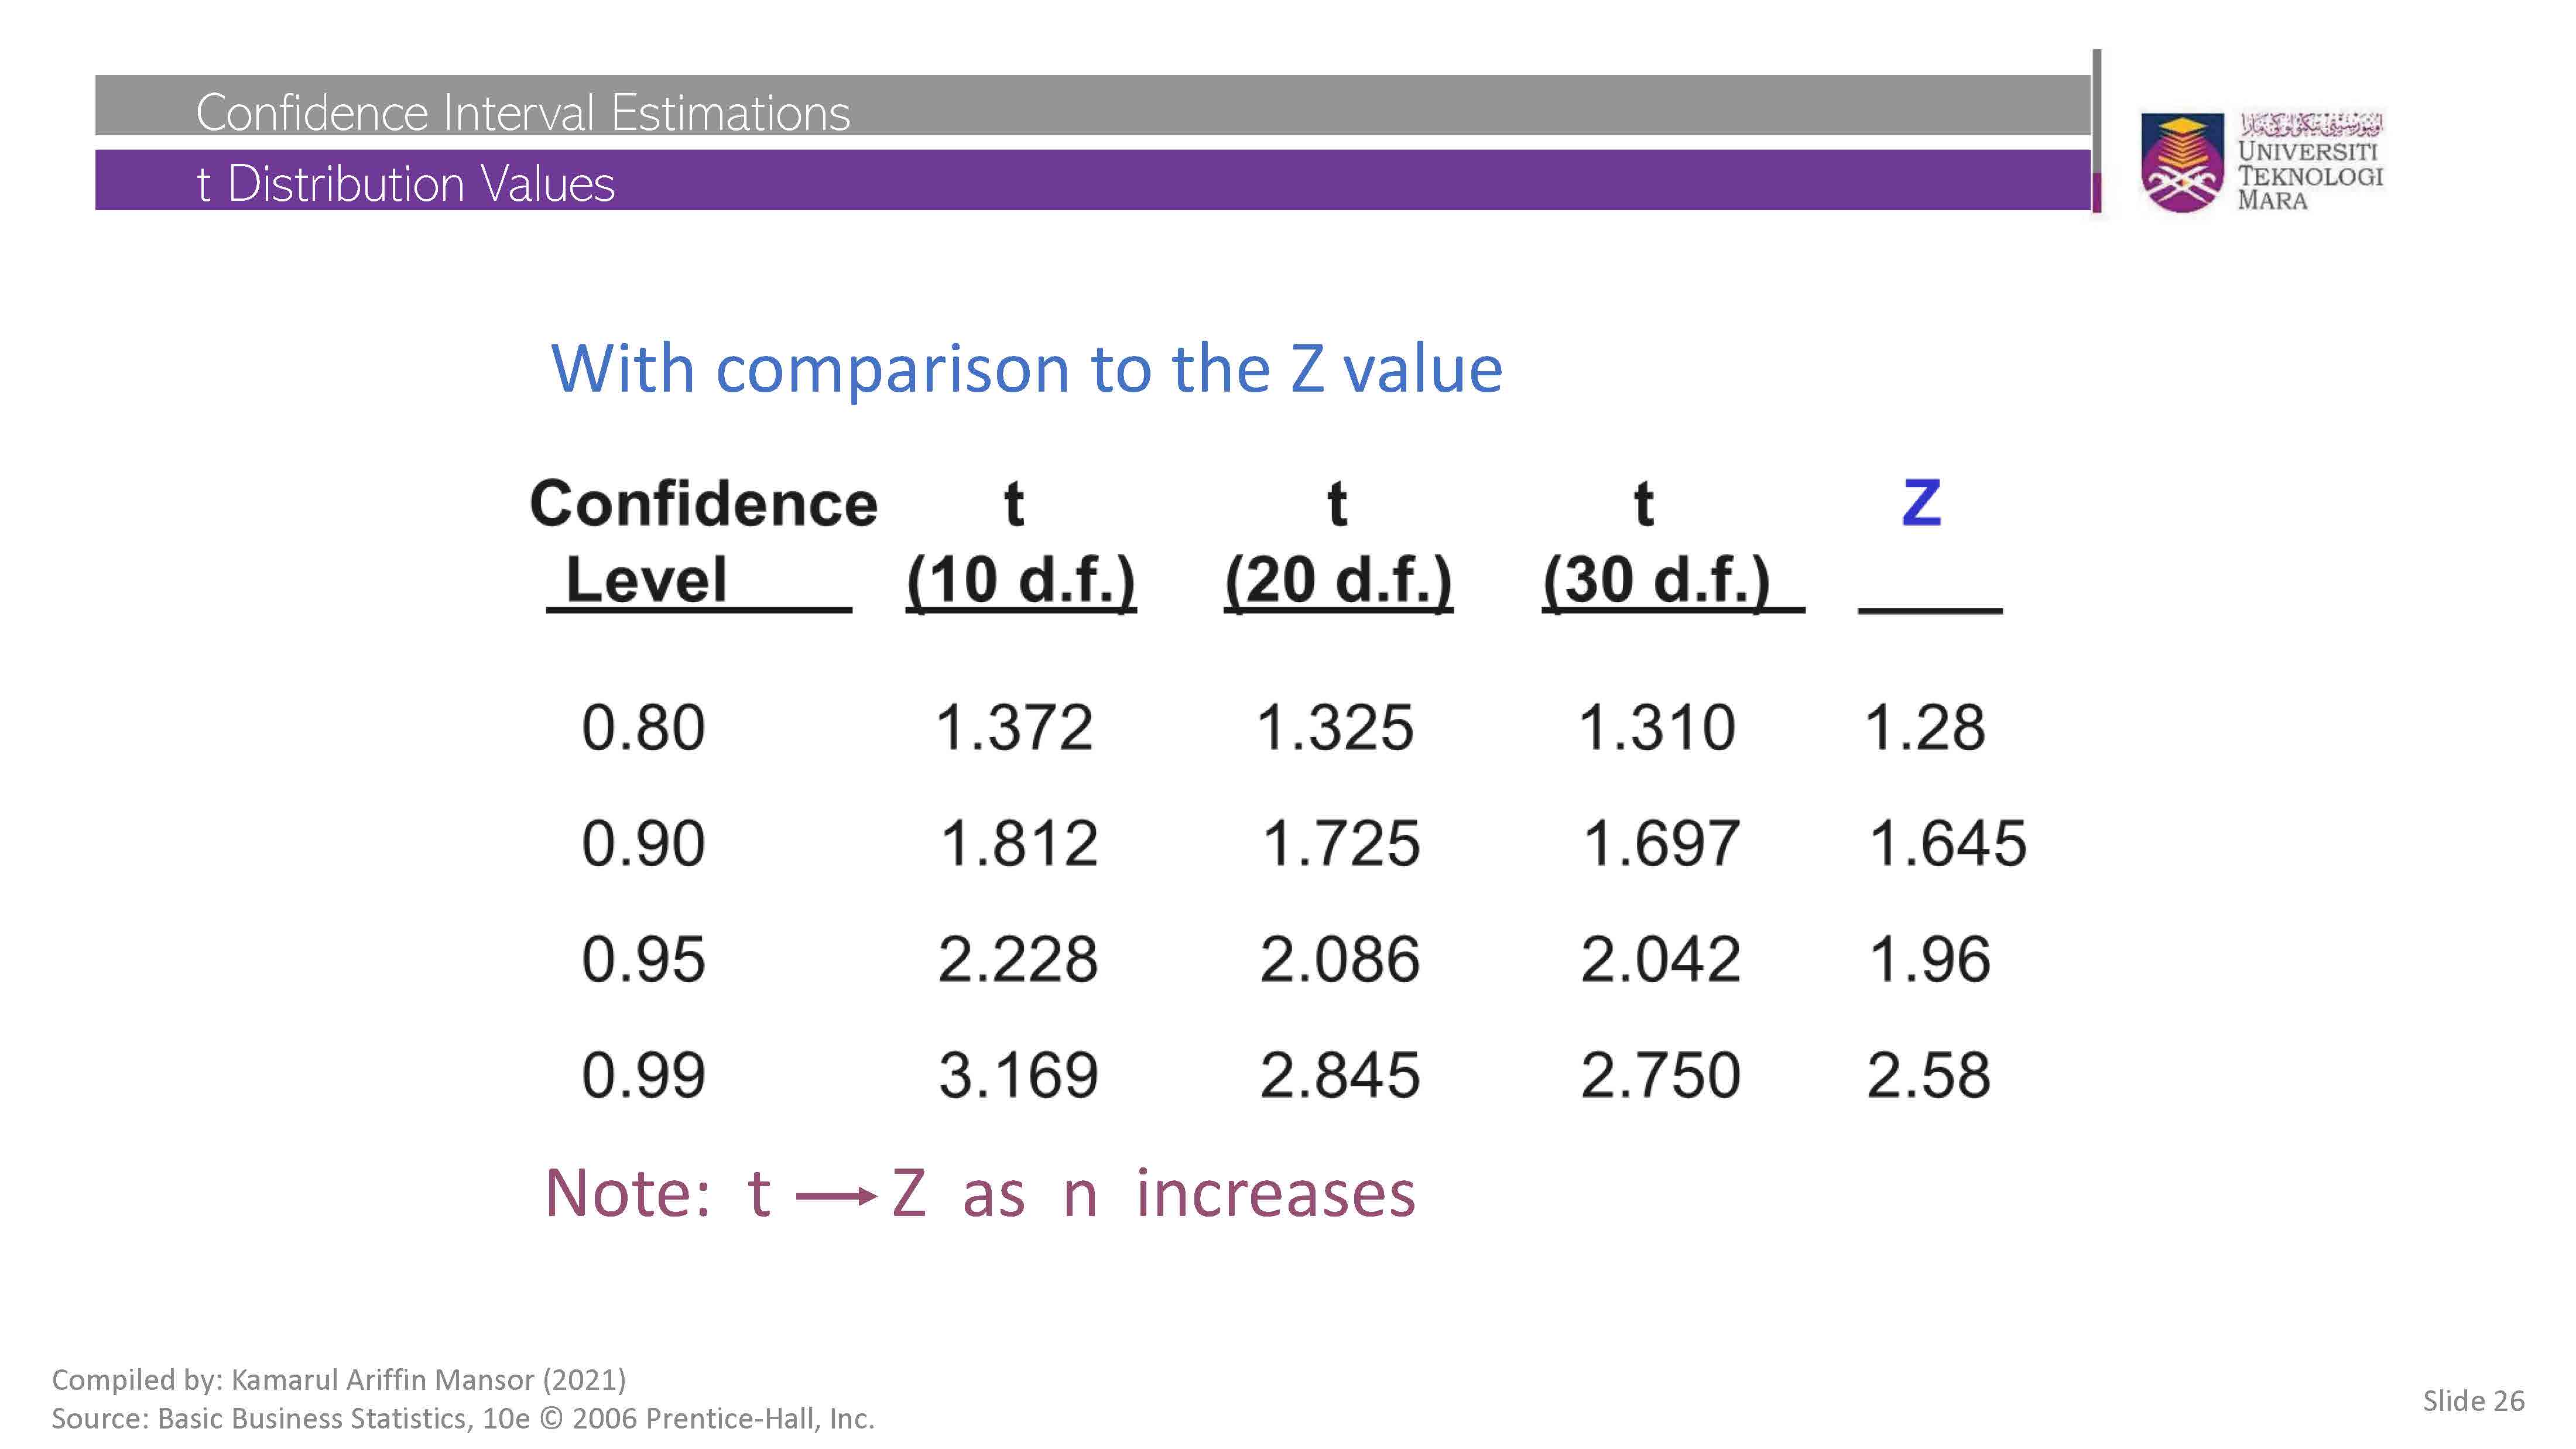 Confidence Interval Estimations
t Distribution Values
UNIVERSITI
TEKNOLOGI
MARA
With comparison to the Z value
Confidence t t t Z
Level (10 d.f.) (20 d.f.) (30 d.f.)
0.80 1.372 1.325 1.310 1.28
0.90 1.812 1.725 1.697 1.645
0.95 2.228 2.086 2.042 1.96
0.99 3.169 2.845 2.750 2.58
Note: t → Z as n increases
Compiled by: Kamarul Ariffin Mansor (2021)
Source: Basic Business Statistics, 10e © 2006 Prentice-Hall, Inc.
Slide 26